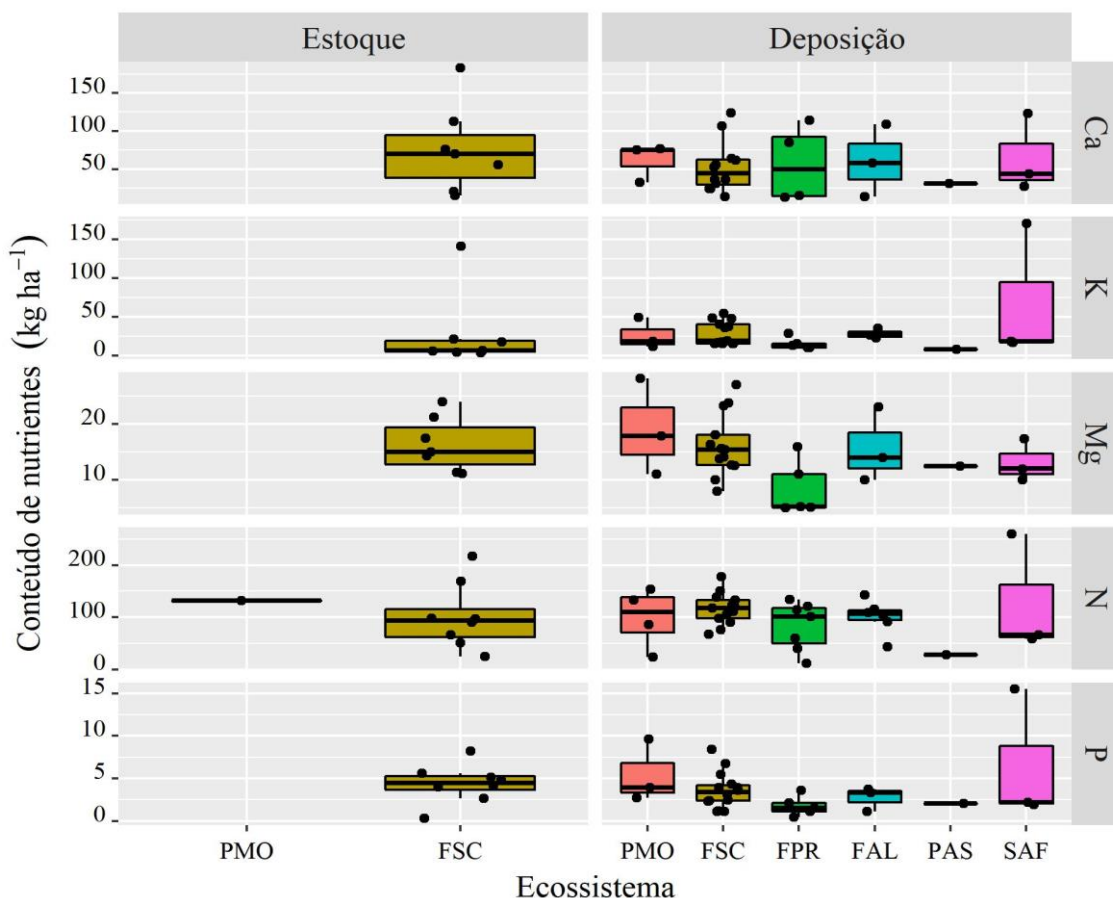 Estoque Deposição
Conteúdo de nutrientes (kg ha⁻¹)
150
100
50
Ca
150
100
50
0
K
20
10
Mg
200
100
0
N
15
10
5
0
P
PMO FSC PMO FSC FPR FAL PAS SAF
Ecossistema